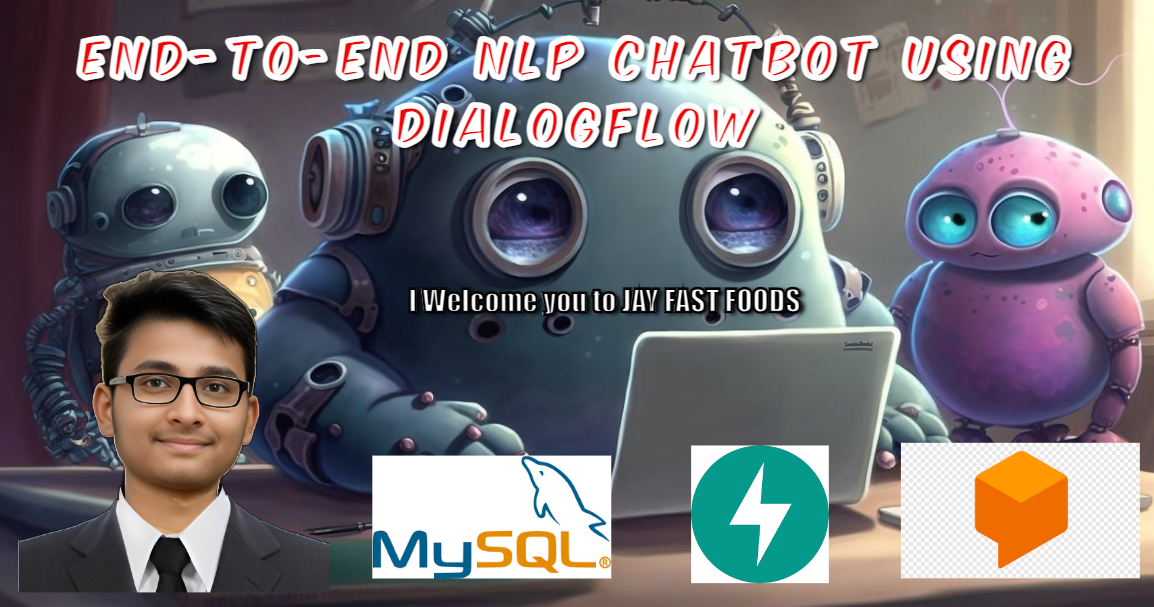 END-TO-END NLP CHATBOT USING
DIALOGFLOW
I Welcome you to JAY FAST FOODS
MySQL®